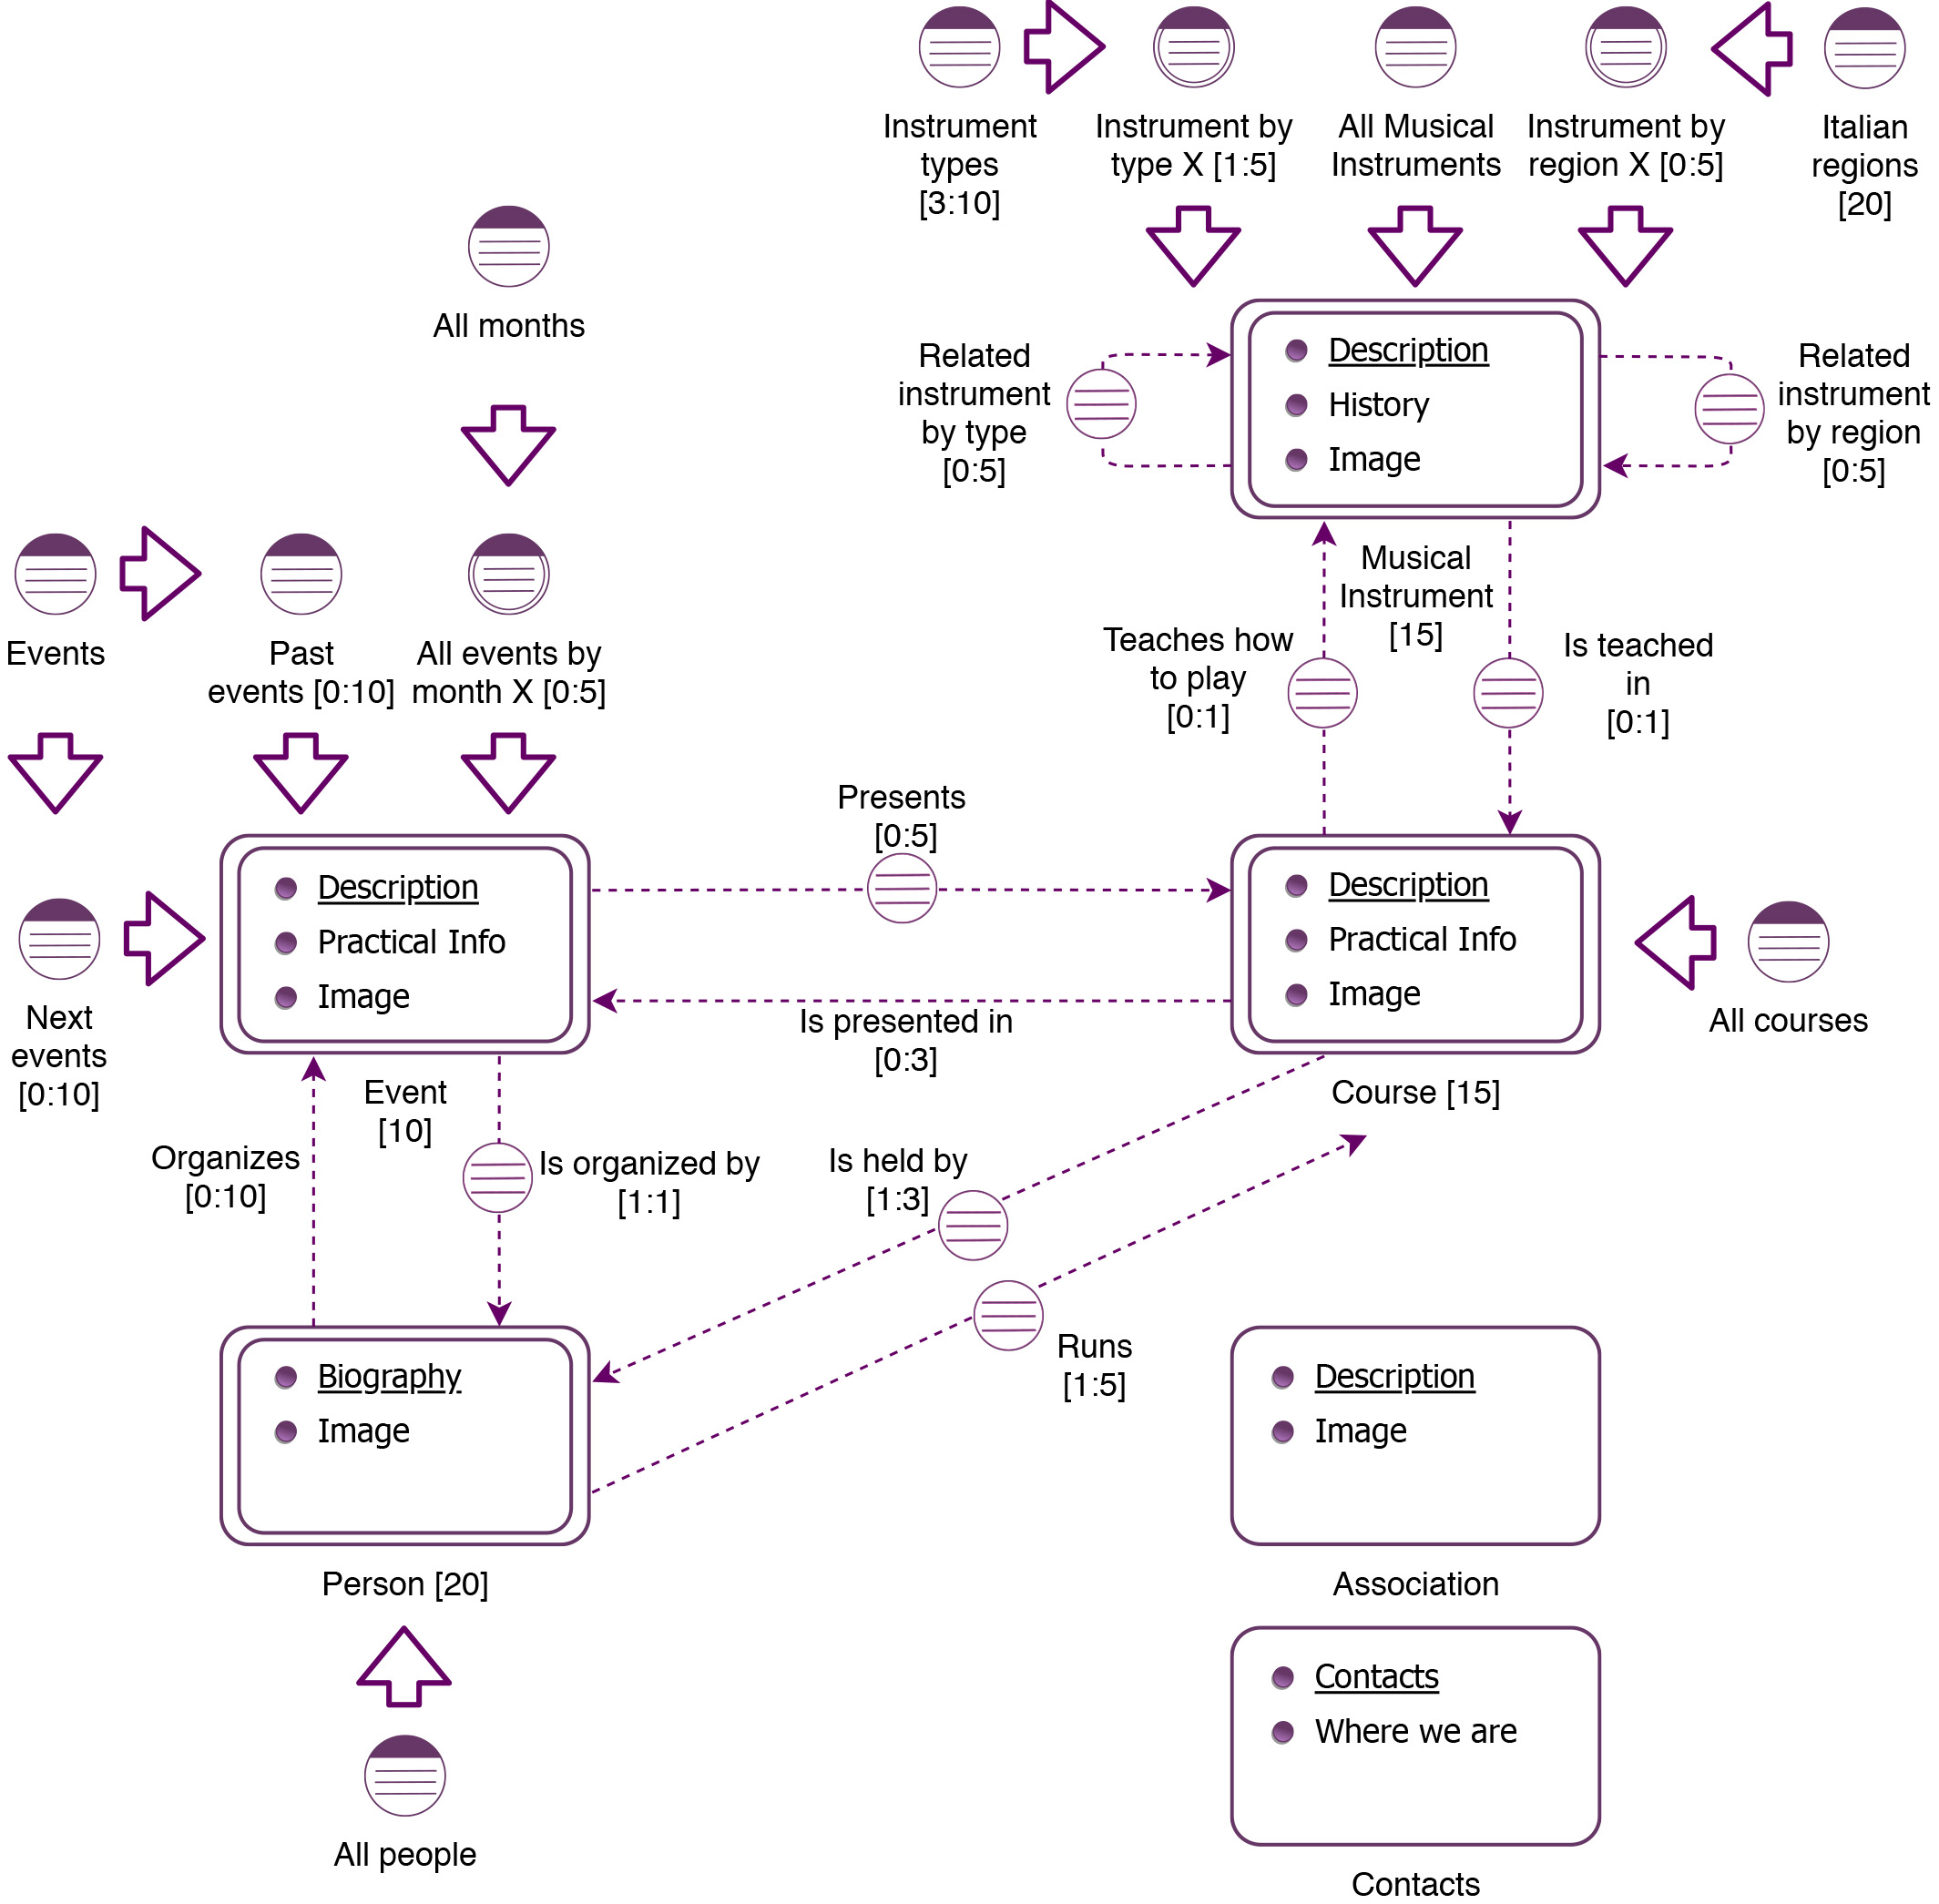 Instrument
types
[3:10]
Instrument by
type X [1:5]
All Musical
Instruments
Instrument by
region X [0:5]
Italian
regions
[20]
All months
Related
instrument
by type
[0:5]
Description
History
Image
Related
instrument
by region
[0:5]
Musical
Instrument
[15]
Teaches how
to play
[0:1]
Is teached
in
[0:1]
Events
Past
events [0:10]
All events by
month X [0:5]
Presents
[0:5]
Description
Practical Info
Image
Description
Practical Info
Image
Next
events
[0:10]
Is presented in
[0:3]
All courses
Event
[10]
Course [15]
Organizes
[0:10]
Is organized by
[1:1]
Is held by
[1:3]
Runs
[1:5]
Biography
Image
Description
Image
Person [20]
Association
Contacts
Where we are
All people
Contacts